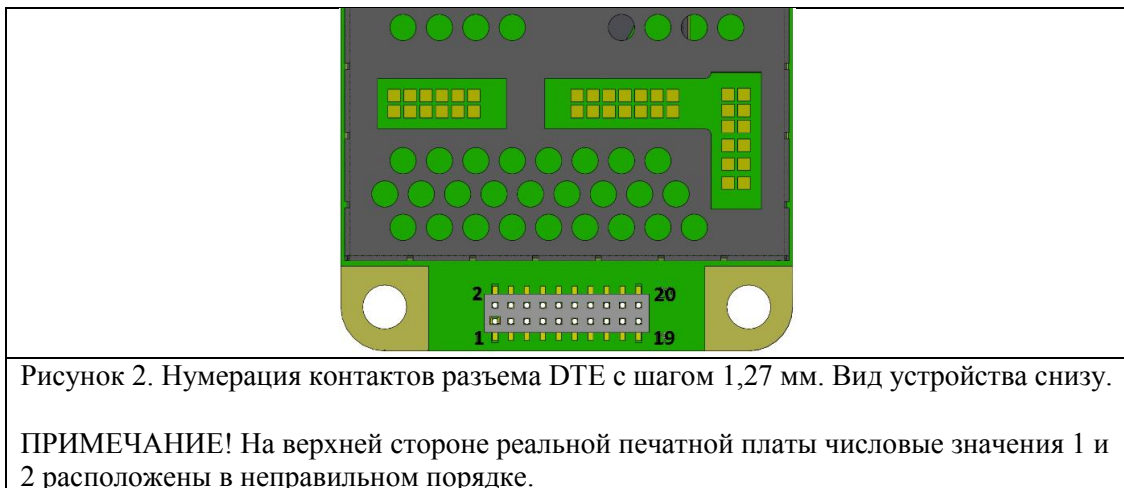 2 20
1 19
Рисунок 2. Нумерация контактов разъема DTE с шагом 1,27 мм. Вид устройства снизу.
ПРИМЕЧАНИЕ! На верхней стороне реальной печатной платы числовые значения 1 и
2 расположены в неправильном порядке.